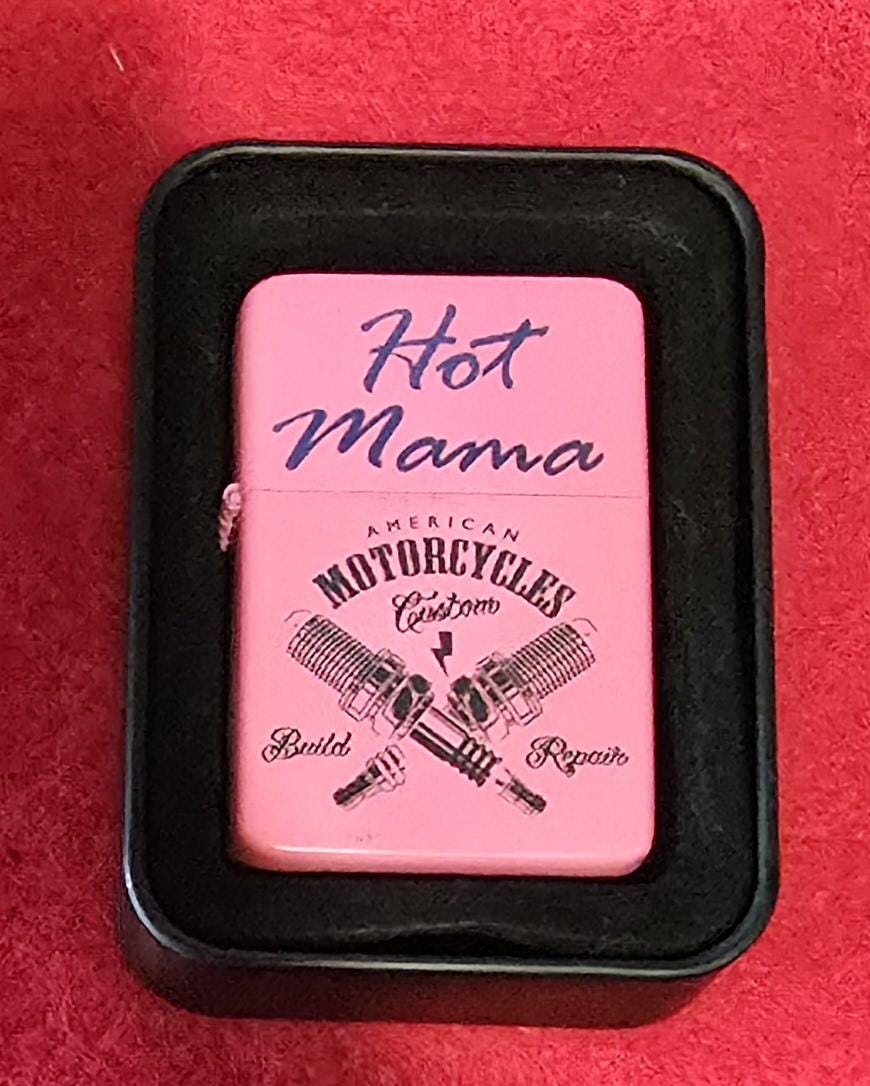 Hot
Mama
AMERICAN
MOTORCYCLES
Custom
Build
Repair